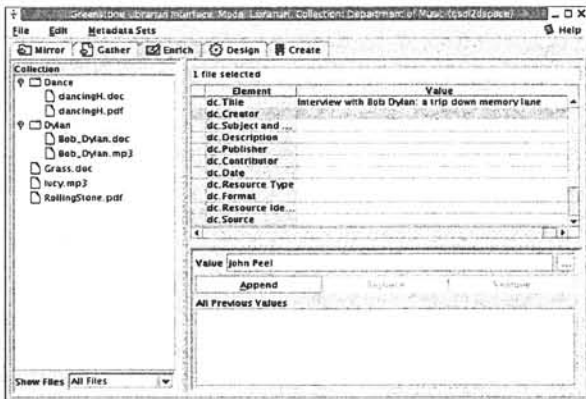 Greenstone Librarian Interface Mode: Librarian Collection: Department of Music (dspl2dspace)
File Edit Metadata Sets Help
Mirror Gather Enrich Design Create
Collection
Dance
dancingH.doc
dancingH.pdf
Dylan
Bob_Dylan.doc
Bob_Dylan.mp3
Grass.doc
lucy.mp3
RollingStone.pdf
Show Files All Files
1 file selected
Element Value
dc.Title Interview with Bob Dylan: a trip down memory lane
dc.Creator
dc.Subject and ...
dc.Description
dc.Publisher
dc.Contributor
dc.Date
dc.Resource Type
dc.Format
dc.Resource Ide...
dc.Source
Value John Peel ...
Append Replace Remove
All Previous Values